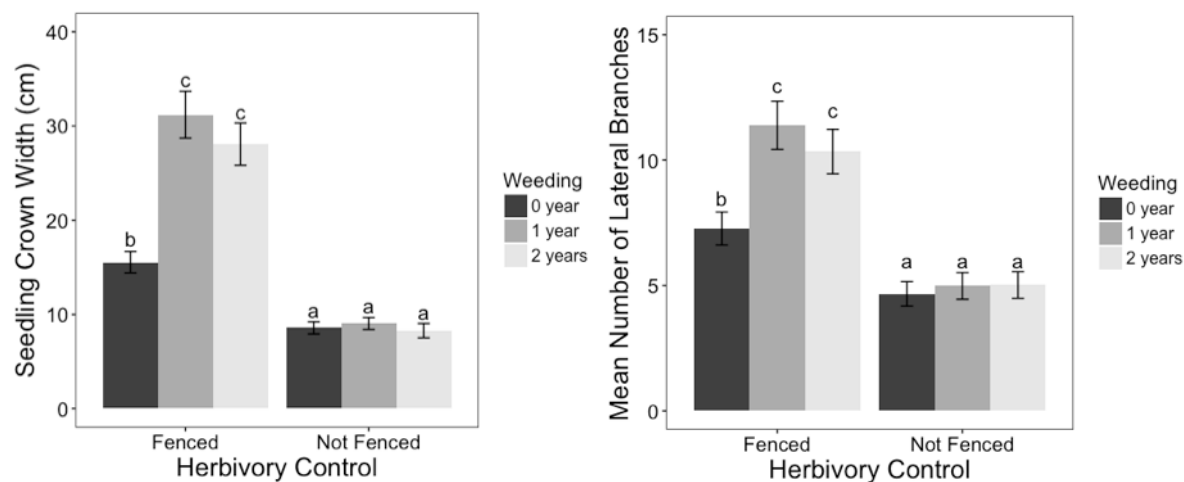 Seedling Crown Width (cm)
40
30
20
10
0
b
c
c
a
a
a
Fenced
Not Fenced
Herbivory Control
Weeding
0 year
1 year
2 years
Mean Number of Lateral Branches
15
10
5
0
b
c
c
a
a
a
Fenced
Not Fenced
Herbivory Control
Weeding
0 year
1 year
2 years